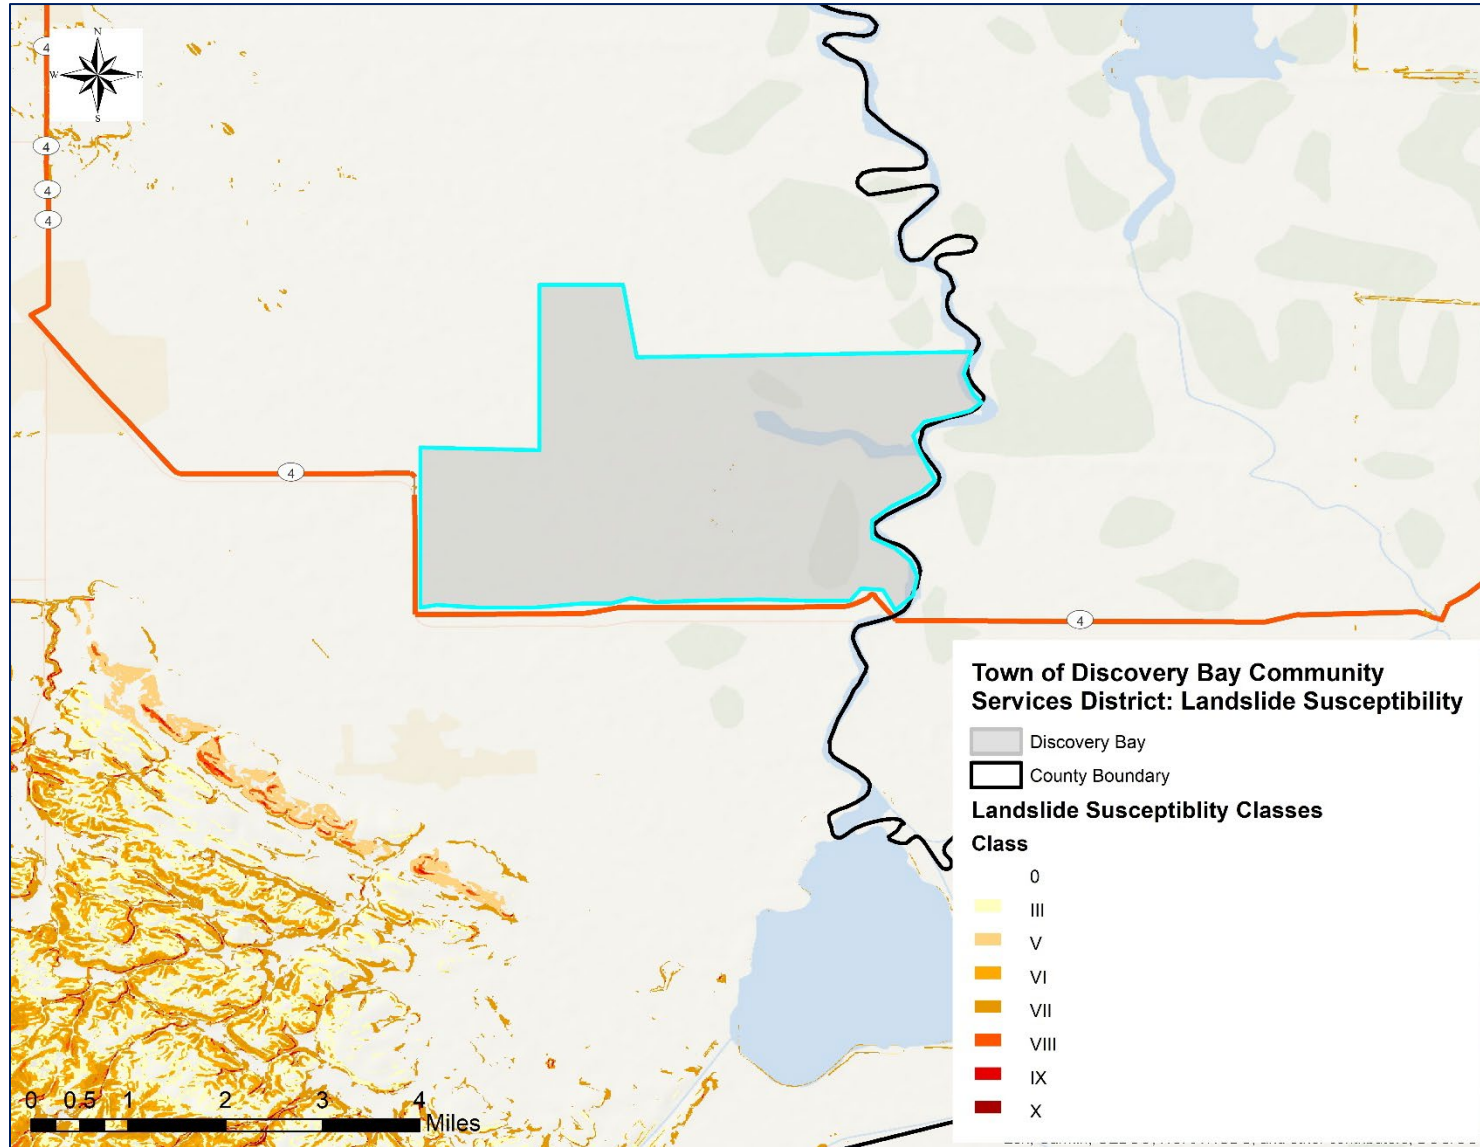 N
W E
S
4
4
4
4
4
4
Town of Discovery Bay Community
Services District: Landslide Susceptibility
Discovery Bay
County Boundary
Landslide Susceptiblity Classes
Class
0
III
V
VI
VII
VIII
IX
X
0 0.5 1 2 3 4
Miles